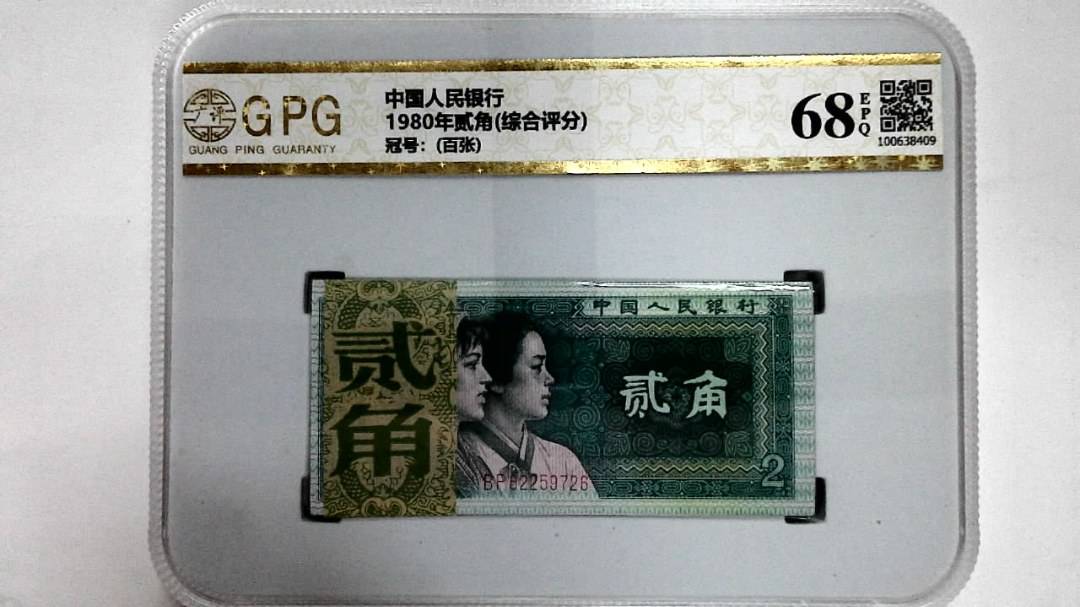 GPG
GUANG PING GUARANTY
中国人民银行
1980年贰角(综合评分)
冠号：(百张)
68
EPQ
100638409
中国人民银行
贰角
贰角
2